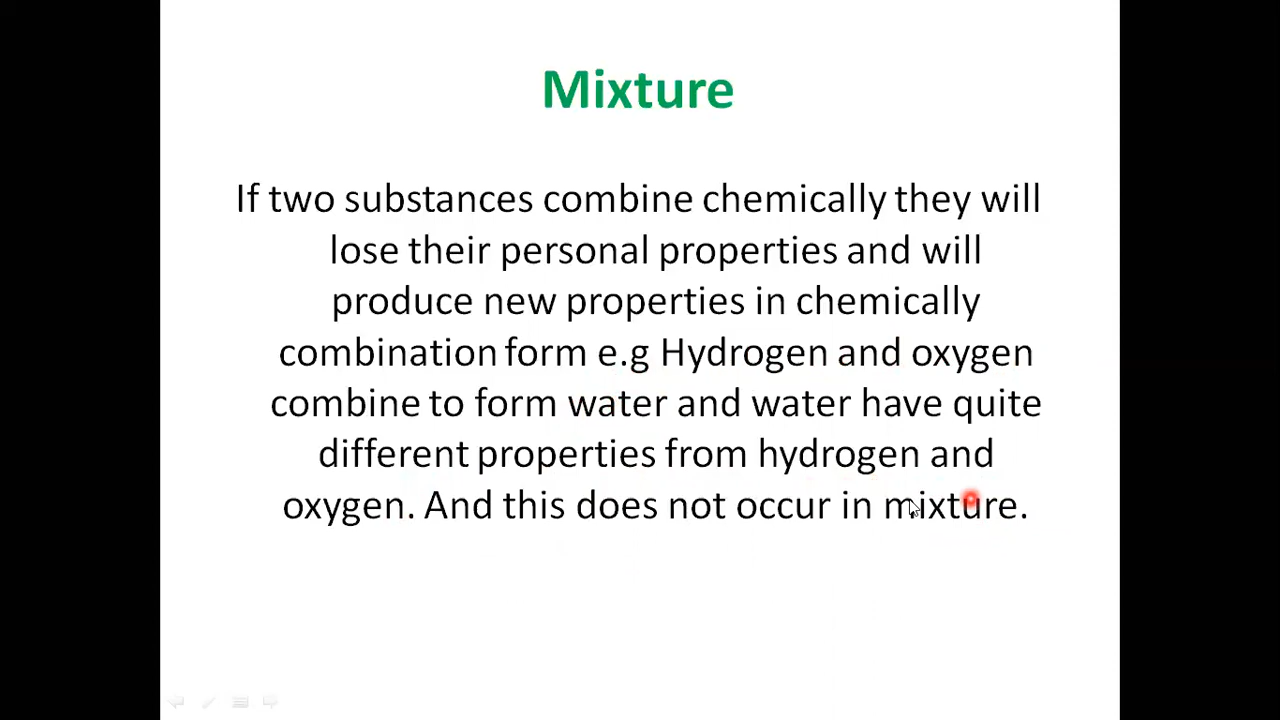 Mixture
If two substances combine chemically they will
lose their personal properties and will
produce new properties in chemically
combination form e.g Hydrogen and oxygen
combine to form water and water have quite
different properties from hydrogen and
oxygen. And this does not occur in mixture.